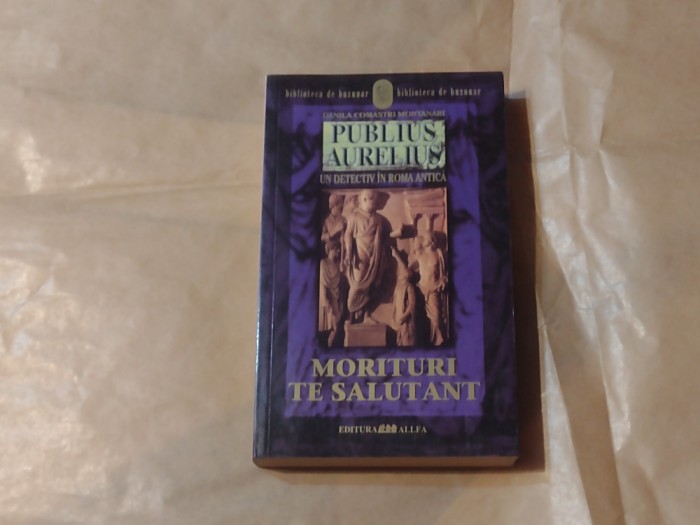 biblioteca de buzunar biblioteca de buzunar
DANILA COMASTRI MONTANARI
PUBLIUS
AURELIUS
UN DETECTIV ÎN ROMA ANTICĂ
MORITURI
TE SALUTANT
EDITURA ALLFA